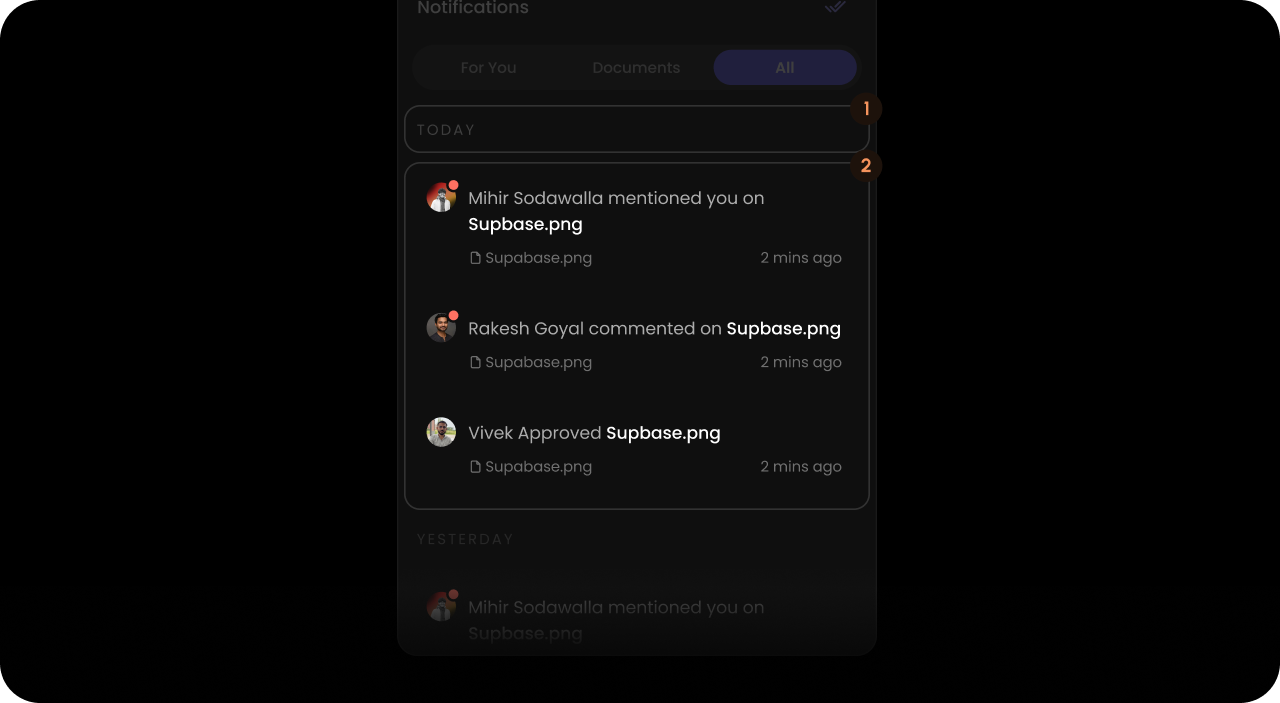 Notifications
For You Documents All
1
TODAY
2
Mihir Sodawalla mentioned you on
Supbase.png
Supabase.png 2 mins ago
Rakesh Goyal commented on Supbase.png
Supabase.png 2 mins ago
Vivek Approved Supbase.png
Supabase.png 2 mins ago
YESTERDAY
Mihir Sodawalla mentioned you on
Supbase.png